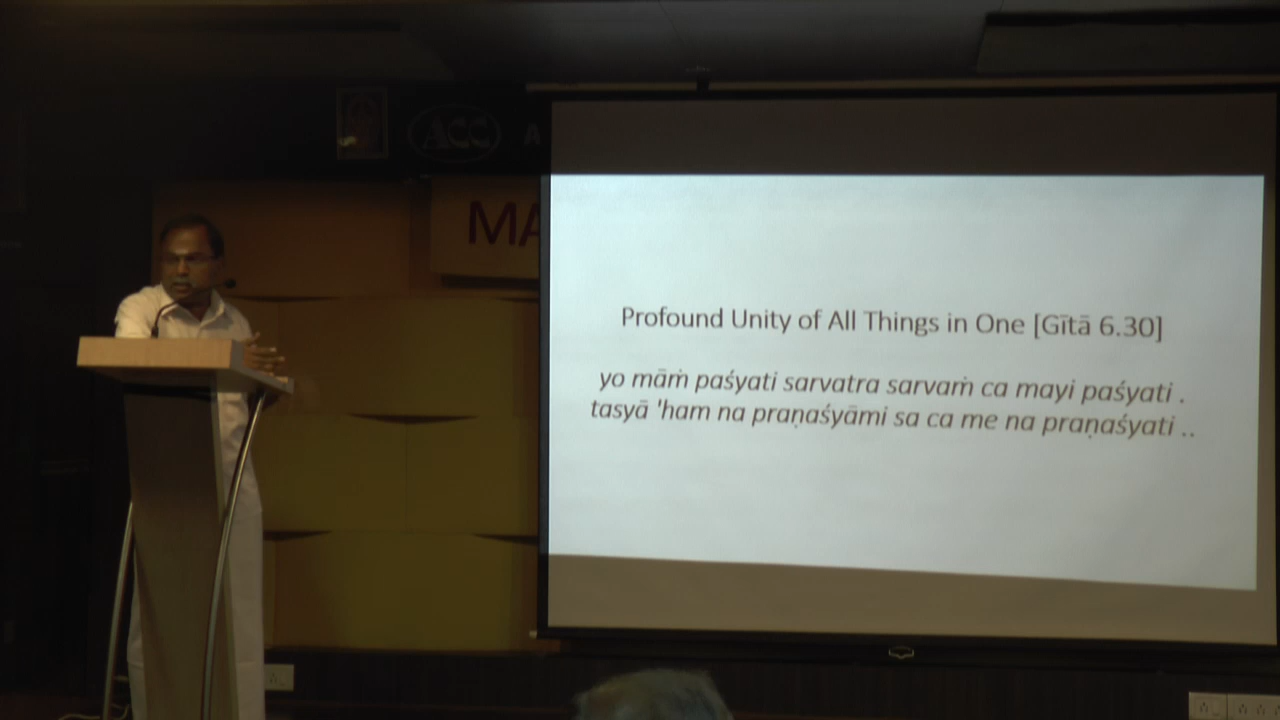 ACC A
MA
Profound Unity of All Things in One [Gītā 6.30]
yo māṁ paśyati sarvatra sarvaṁ ca mayi paśyati .
tasyā 'ham na praṇaśyāmi sa ca me na praṇaśyati ..